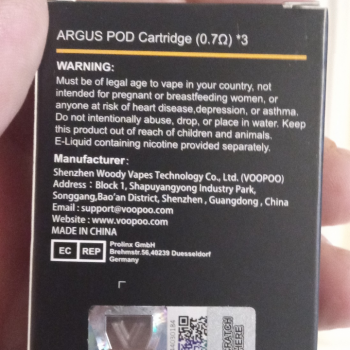 ARGUS POD Cartridge (0.7Ω) *3
WARNING:
Must be of legal age to vape in your country, not
intended for pregnant or breastfeeding women, or
anyone at risk of heart disease,depression, or asthma.
Do not intentionally abuse, drop, or place in water. Keep
this product out of reach of children and animals.
E-Liquid containing nicotine provided separately.
Manufacturer:
Shenzhen Woody Vapes Technology Co., Ltd. (VOOPOO)
Address : Block 1, Shapuyangyong Industry Park,
Songgang,Bao'an District, Shenzhen , Guangdong , China
Email : support@voopoo.com
Website : www.voopoo.com
MADE IN CHINA
EC REP
Prolinx GmbH
Brehmstr.56,40239 Duesseldorf
Germany
SCRATCH
HERE